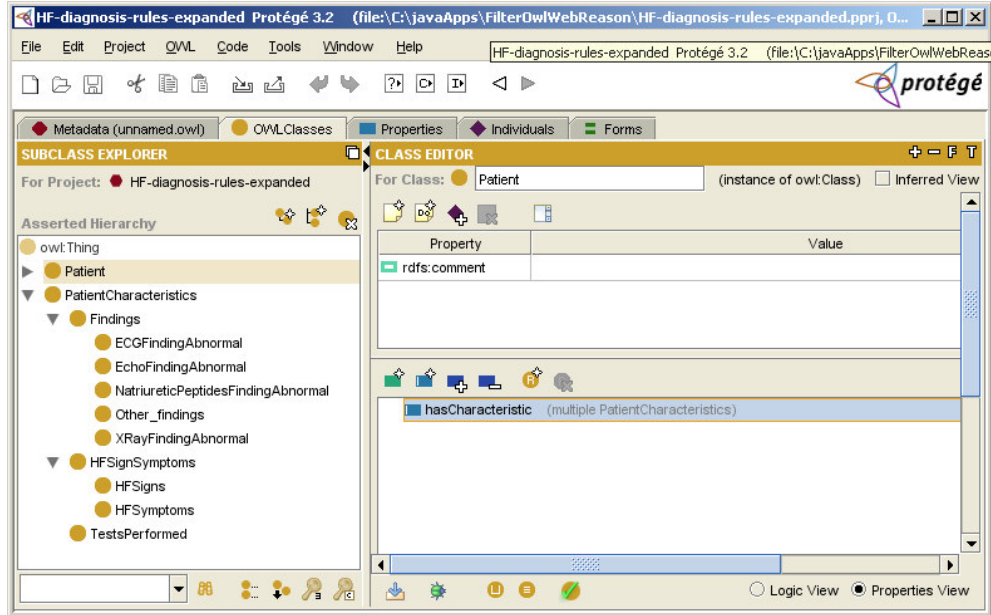 HF-diagnosis-rules-expanded Protégé 3.2 (file:\C:\javaApps\FilterOwlWebReason\HF-diagnosis-rules-expanded.pprj, O...
File Edit Project OWL Code Tools Window Help
HF-diagnosis-rules-expanded Protégé 3.2 (file:\C:\javaApps\FilterOwlWebReas
protégé
Metadata (unnamed.owl) OWLClasses Properties Individuals Forms
SUBCLASS EXPLORER
For Project: HF-diagnosis-rules-expanded
Asserted Hierarchy
owl:Thing
Patient
PatientCharacteristics
Findings
ECGFindingAbnormal
EchoFindingAbnormal
NatriureticPeptidesFindingAbnormal
Other_findings
XRayFindingAbnormal
HFSignSymptoms
HFSigns
HFSymptoms
TestsPerformed
CLASS EDITOR
F T
For Class: Patient (instance of owl:Class) Inferred View
Property Value
rdfs:comment
hasCharacteristic (multiple PatientCharacteristics)
Logic View Properties View